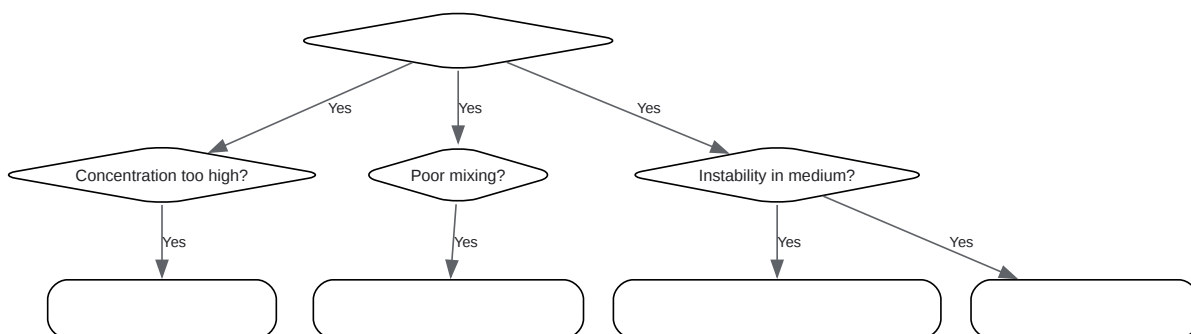 Yes
Yes
Yes
Concentration too high?
Poor mixing?
Instability in medium?
Yes
Yes
Yes
Yes